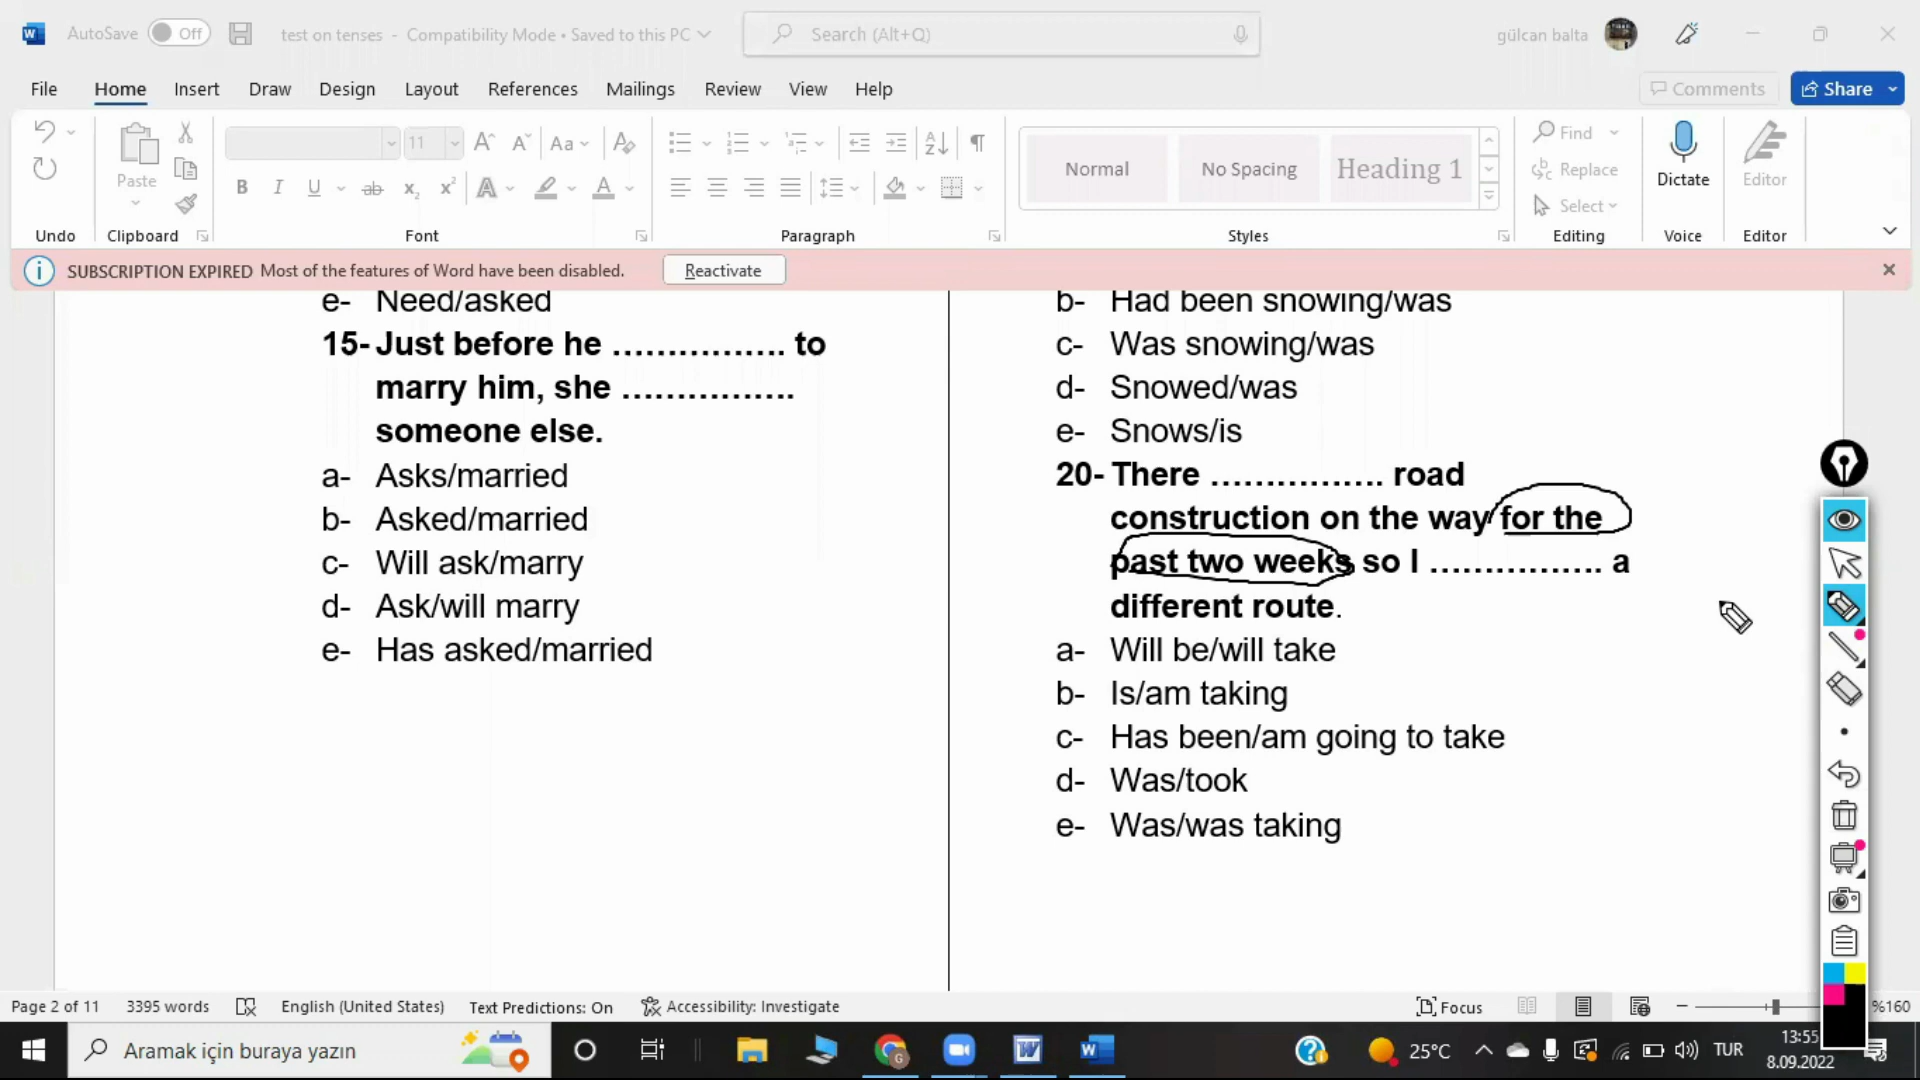 AutoSave Off test on tenses - Compatibility Mode • Saved to this PC Search (Alt+Q) gülcan balta
File Home Insert Draw Design Layout References Mailings Review View Help Comments Share
11
Paste
Normal No Spacing Heading 1
Find
Replace
Select
Dictate
Editor
Undo Clipboard Font Paragraph Styles Editing Voice Editor
SUBSCRIPTION EXPIRED Most of the features of Word have been disabled. Reactivate
e- Need/asked
15- Just before he ……………. to
marry him, she …………….
someone else.
a- Asks/married
b- Asked/married
c- Will ask/marry
d- Ask/will marry
e- Has asked/married
b- Had been snowing/was
c- Was snowing/was
d- Snowed/was
e- Snows/is
20- There ……………. road
construction on the way for the
past two weeks so I ……………. a
different route.
a- Will be/will take
b- Is/am taking
c- Has been/am going to take
d- Was/took
e- Was/was taking
Page 2 of 11 3395 words English (United States) Text Predictions: On Accessibility: Investigate Focus %160
Aramak için buraya yazın 25°C TUR 13:55
8.09.2022